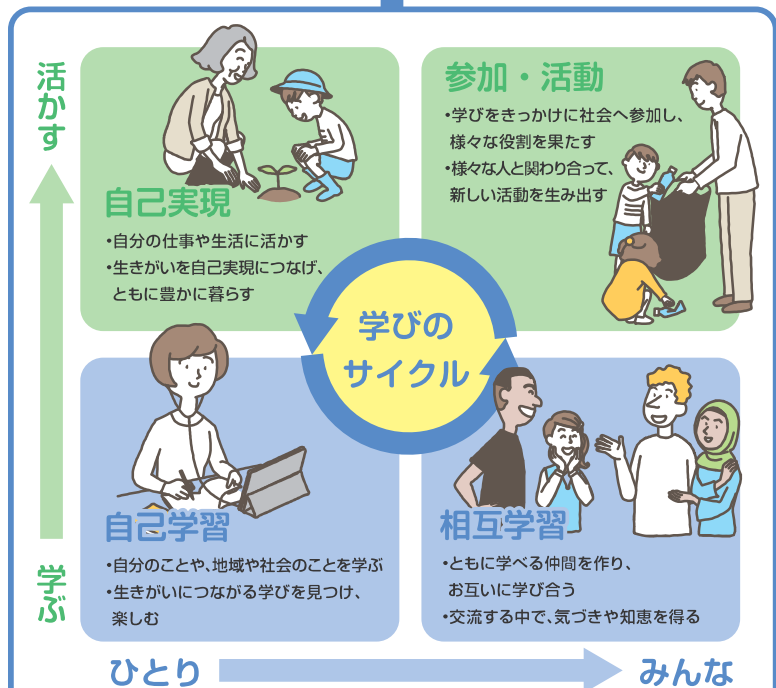 活かす
自己実現
・自分の仕事や生活に活かす
・生きがいを自己実現につなげ、
ともに豊かに暮らす
参加・活動
・学びをきっかけに社会へ参加し、
様々な役割を果たす
・様々な人と関わり合って、
新しい活動を生み出す
学びの
サイクル
自己学習
・自分のことや、地域や社会のことを学ぶ
・生きがいにつながる学びを見つけ、
楽しむ
相互学習
・ともに学べる仲間を作り、
お互いに学び合う
・交流する中で、気づきや知恵を得る
学ぶ
ひとり
みんな